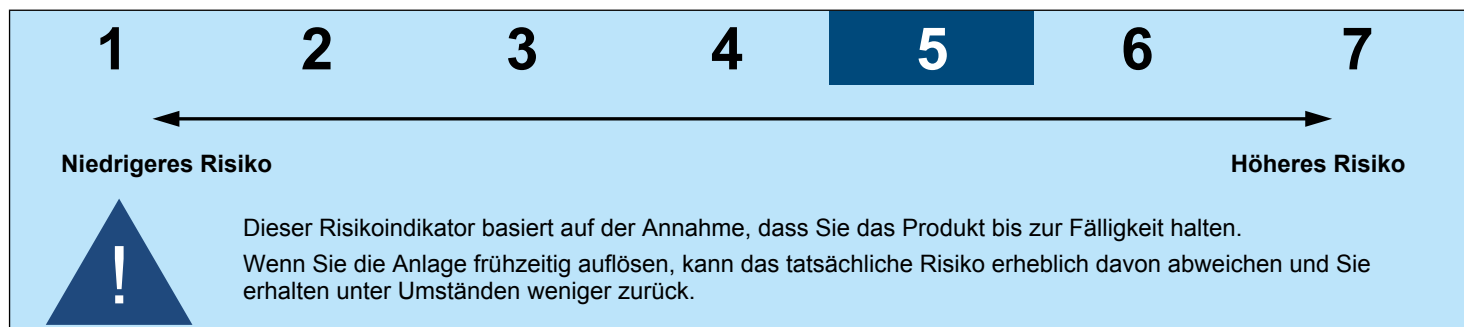 1 2 3 4 5 6 7
Niedrigeres Risiko Höheres Risiko
!
Dieser Risikoindikator basiert auf der Annahme, dass Sie das Produkt bis zur Fälligkeit halten.
Wenn Sie die Anlage frühzeitig auflösen, kann das tatsächliche Risiko erheblich davon abweichen und Sie
erhalten unter Umständen weniger zurück.